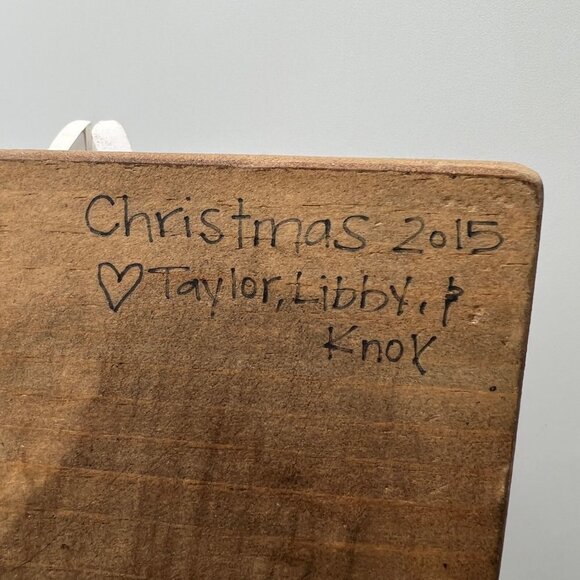 Christmas 2015
♡ Taylor, Libby, &
Knox